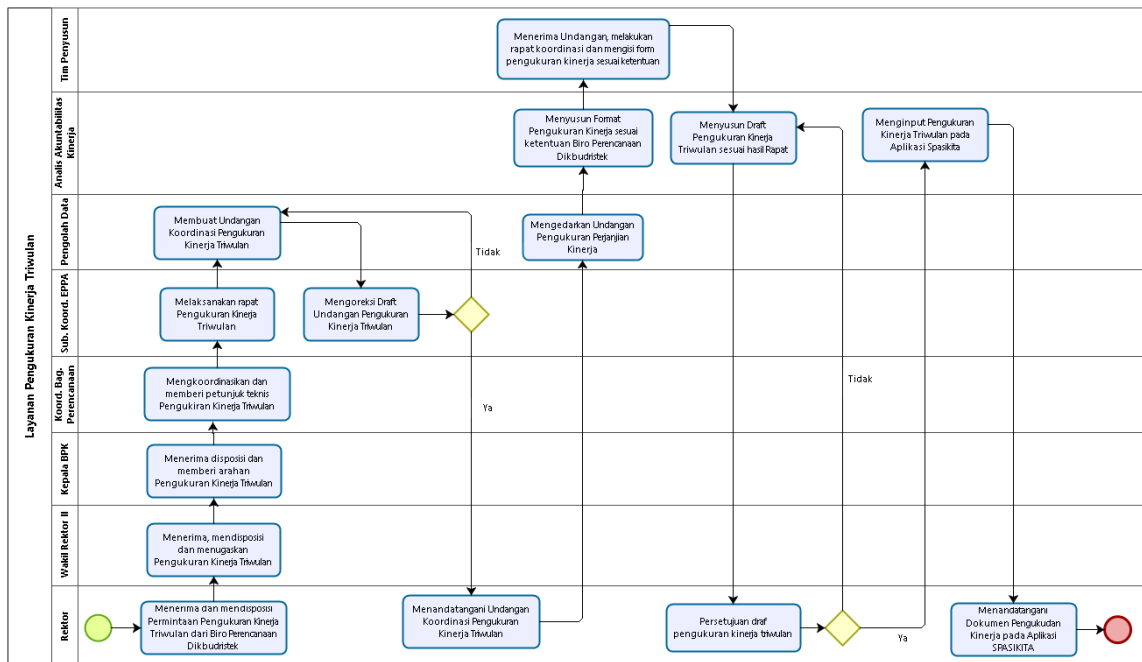 Layanan Pengukuran Kinerja Triwulan
Tim Penyusun
Menerima Undangan, melakukan
rapat koordinasi dan mengisi form
pengukuran kinerja sesuai ketentuan
Analis Akuntabilitas
Kinerja
Menyusun Format
Pengukuran Kinerja sesuai
ketentuan Biro Perencanaan
Dikbudristek
Menyusun Draft
Pengukuran Kinerja
Triwulan sesuai hasil Rapat
Menginput Pengukuran
Kinerja Triwulan pada
Aplikasi Spasikita
Pengolah Data
Membuat Undangan
Koordinasi Pengukuran
Kinerja Triwulan
Mengedarkan Undangan
Pengukuran Perjanjian
Kinerja
Tidak
Sub. Koord. EPPA
Melaksanakan rapat
Pengukuran Kinerja
Triwulan
Mengoreksi Draft
Undangan Pengukuran
Kinerja Triwulan
Koord. Bag.
Perencanaan
Mengkoordinasikan dan
memberi petunjuk teknis
Pengkiran Kinerja Triwulan
Ya
Tidak
Kepala BPK
Menerima disposisi dan
memberi arahan
Pengukuran Kinerja Triwulan
Wakil Rektor II
Menerima, mendisposisi
dan menugaskan
Pengukuran Kinerja Triwulan
Rektor
Menerima dan mendisposisi
Permintaan Pengukuran Kinerja
Triwulan dari Biro Perencanaan
Dikbudristek
Menandatangani Undangan
Koordinasi Pengukuran
Kinerja Triwulan
Persetujuan draf
pengukuran kinerja triwulan
Ya
Menandatangani
Dokumen Pengukudan
Kinerja pada Aplikasi
SPASIKITA